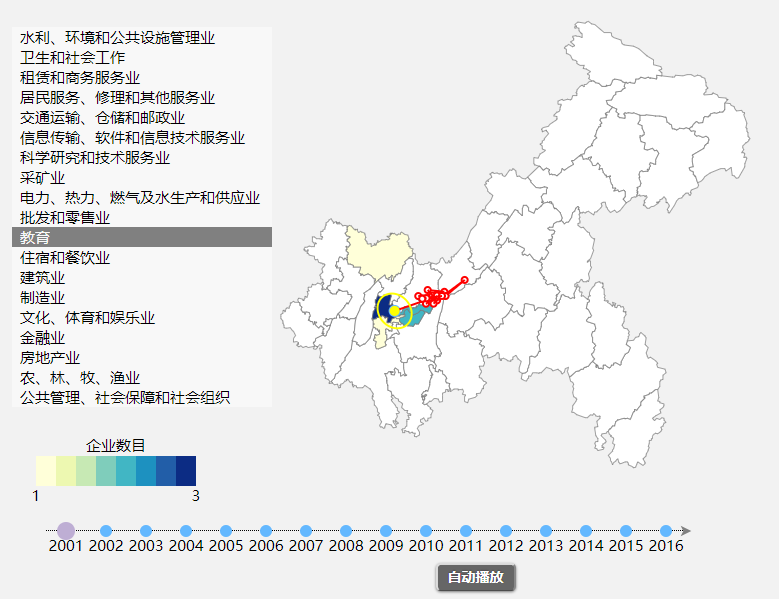 水利、环境和公共设施管理业
卫生和社会工作
租赁和商务服务业
居民服务、修理和其他服务业
交通运输、仓储和邮政业
信息传输、软件和信息技术服务业
科学研究和技术服务业
采矿业
电力、热力、燃气及水生产和供应业
批发和零售业
教育
住宿和餐饮业
建筑业
制造业
文化、体育和娱乐业
金融业
房地产业
农、林、牧、渔业
公共管理、社会保障和社会组织
企业数目
1 3
2001 2002 2003 2004 2005 2006 2007 2008 2009 2010 2011 2012 2013 2014 2015 2016
自动播放